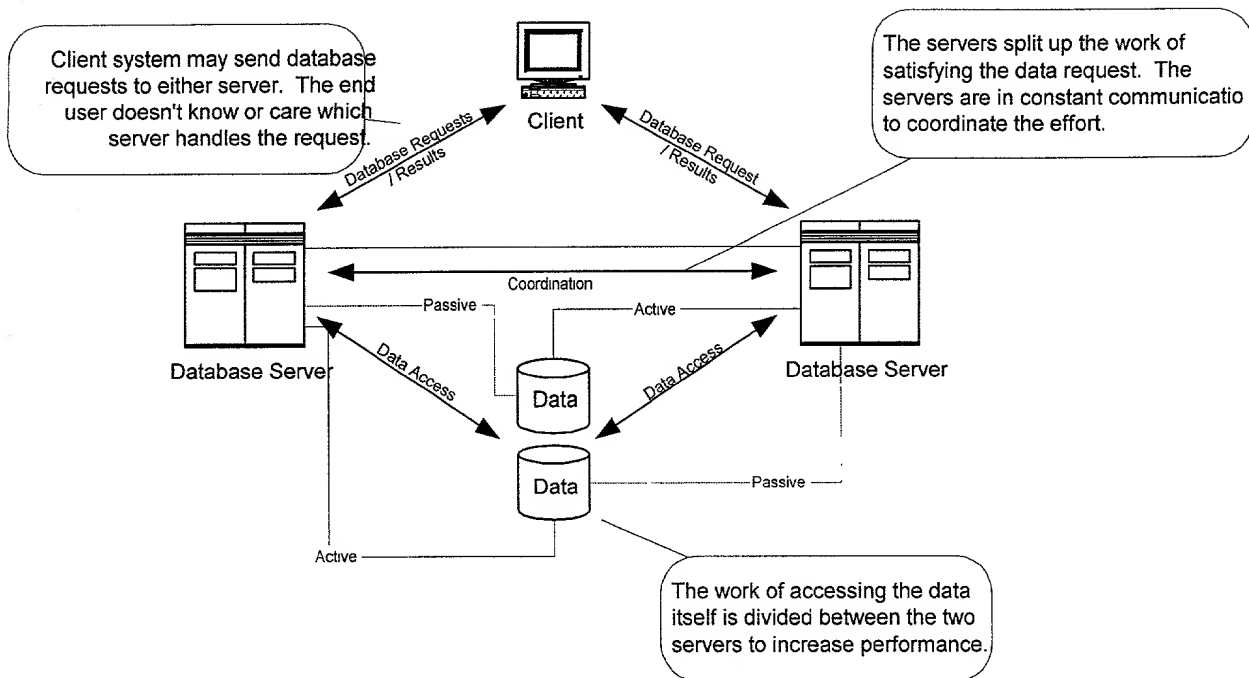 Client system may send database
requests to either server. The end
user doesn't know or care which
server handles the request.
The servers split up the work of
satisfying the data request. The
servers are in constant communicatio
to coordinate the effort.
Client
Database Requests
/ Results
Database Request
/ Results
Coordination
Passive
Active
Database Server
Database Server
Data Access
Data Access
Data
Data
Passive
Active
The work of accessing the data
itself is divided between the two
servers to increase performance.